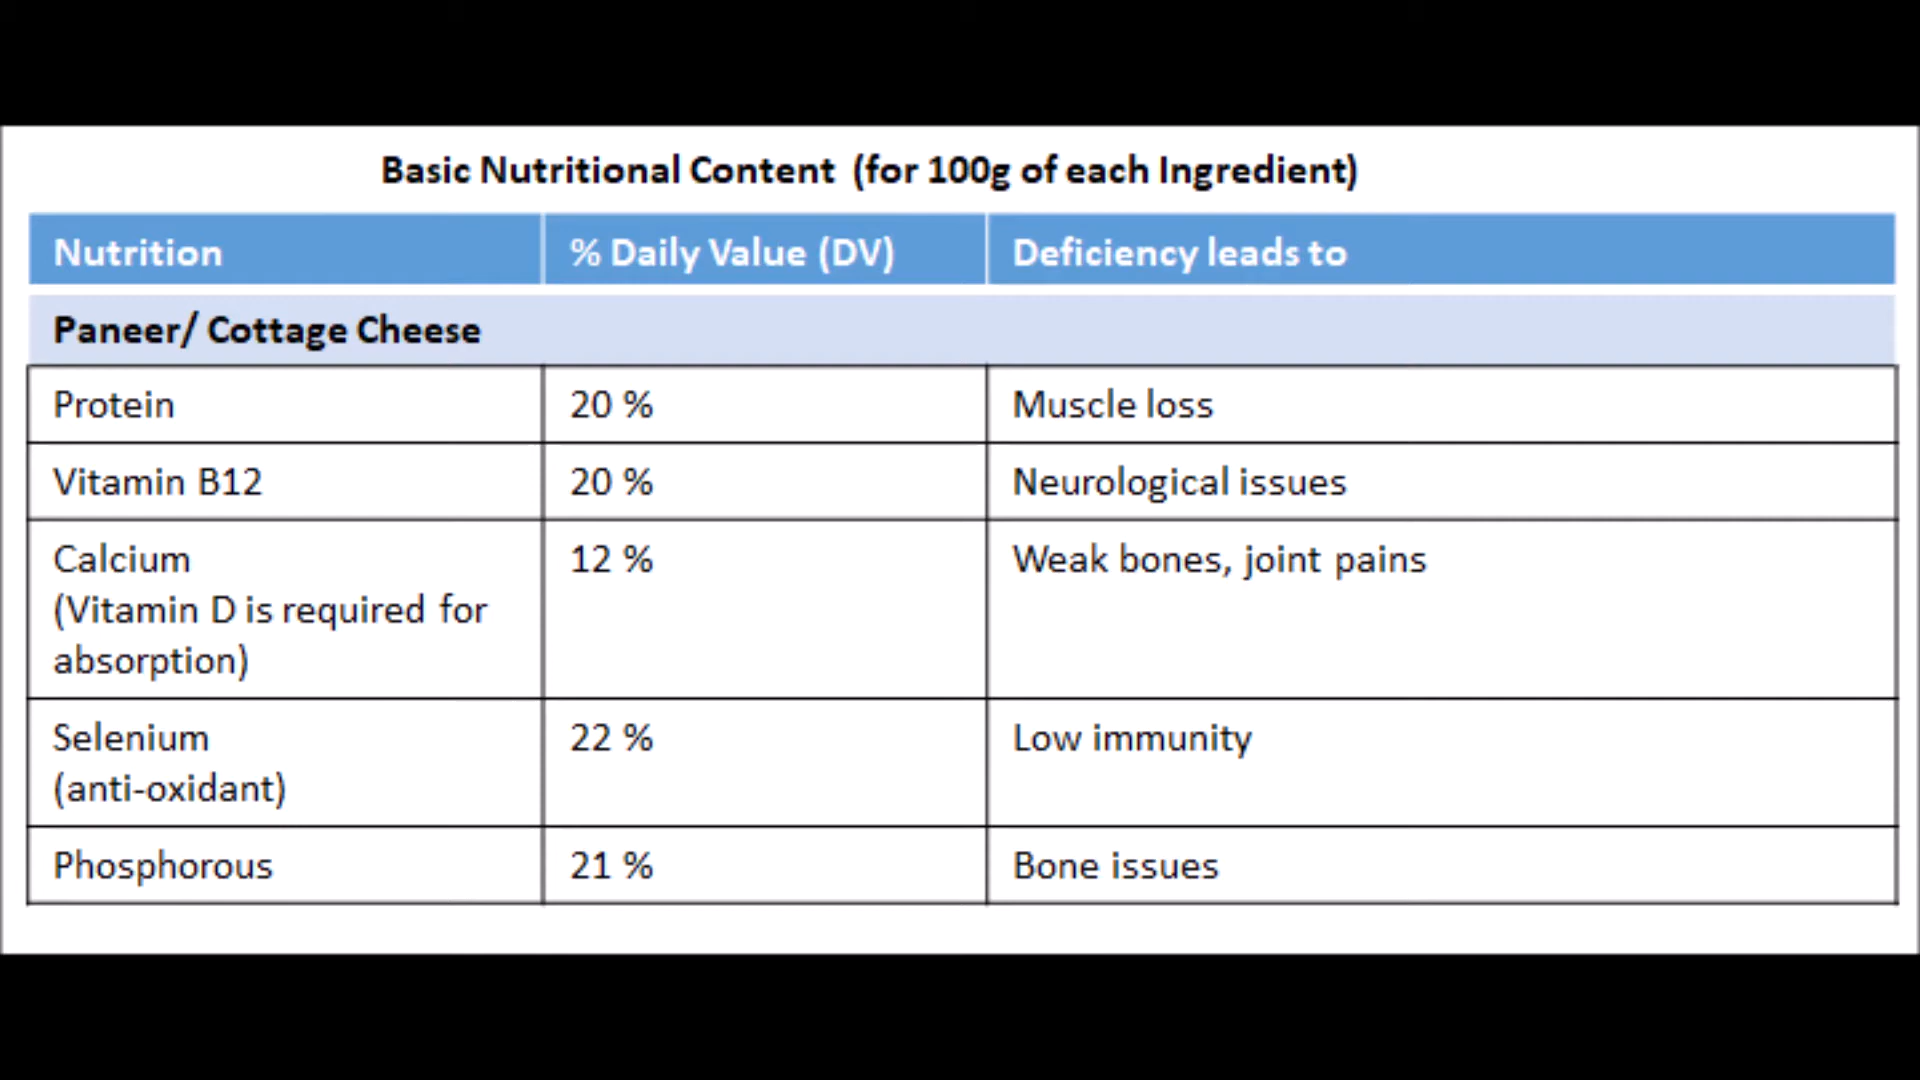 Basic Nutritional Content (for 100g of each Ingredient)
Nutrition % Daily Value (DV) Deficiency leads to
Paneer/ Cottage Cheese
Protein 20 % Muscle loss
Vitamin B12 20 % Neurological issues
Calcium 12 % Weak bones, joint pains
(Vitamin D is required for
absorption)
Selenium 22 % Low immunity
(anti-oxidant)
Phosphorous 21 % Bone issues